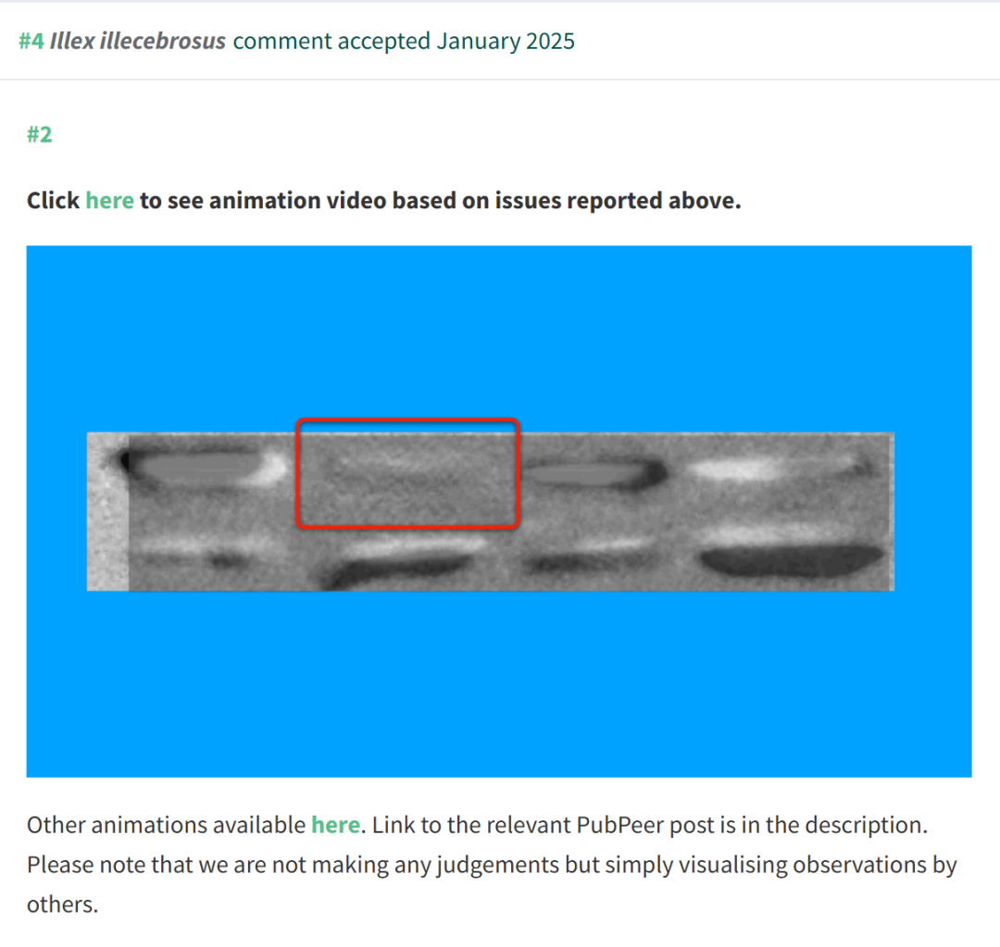 #4 Illex illecebrosus comment accepted January 2025
#2
Click here to see animation video based on issues reported above.
Other animations available here. Link to the relevant PubPeer post is in the description.
Please note that we are not making any judgements but simply visualising observations by
others.